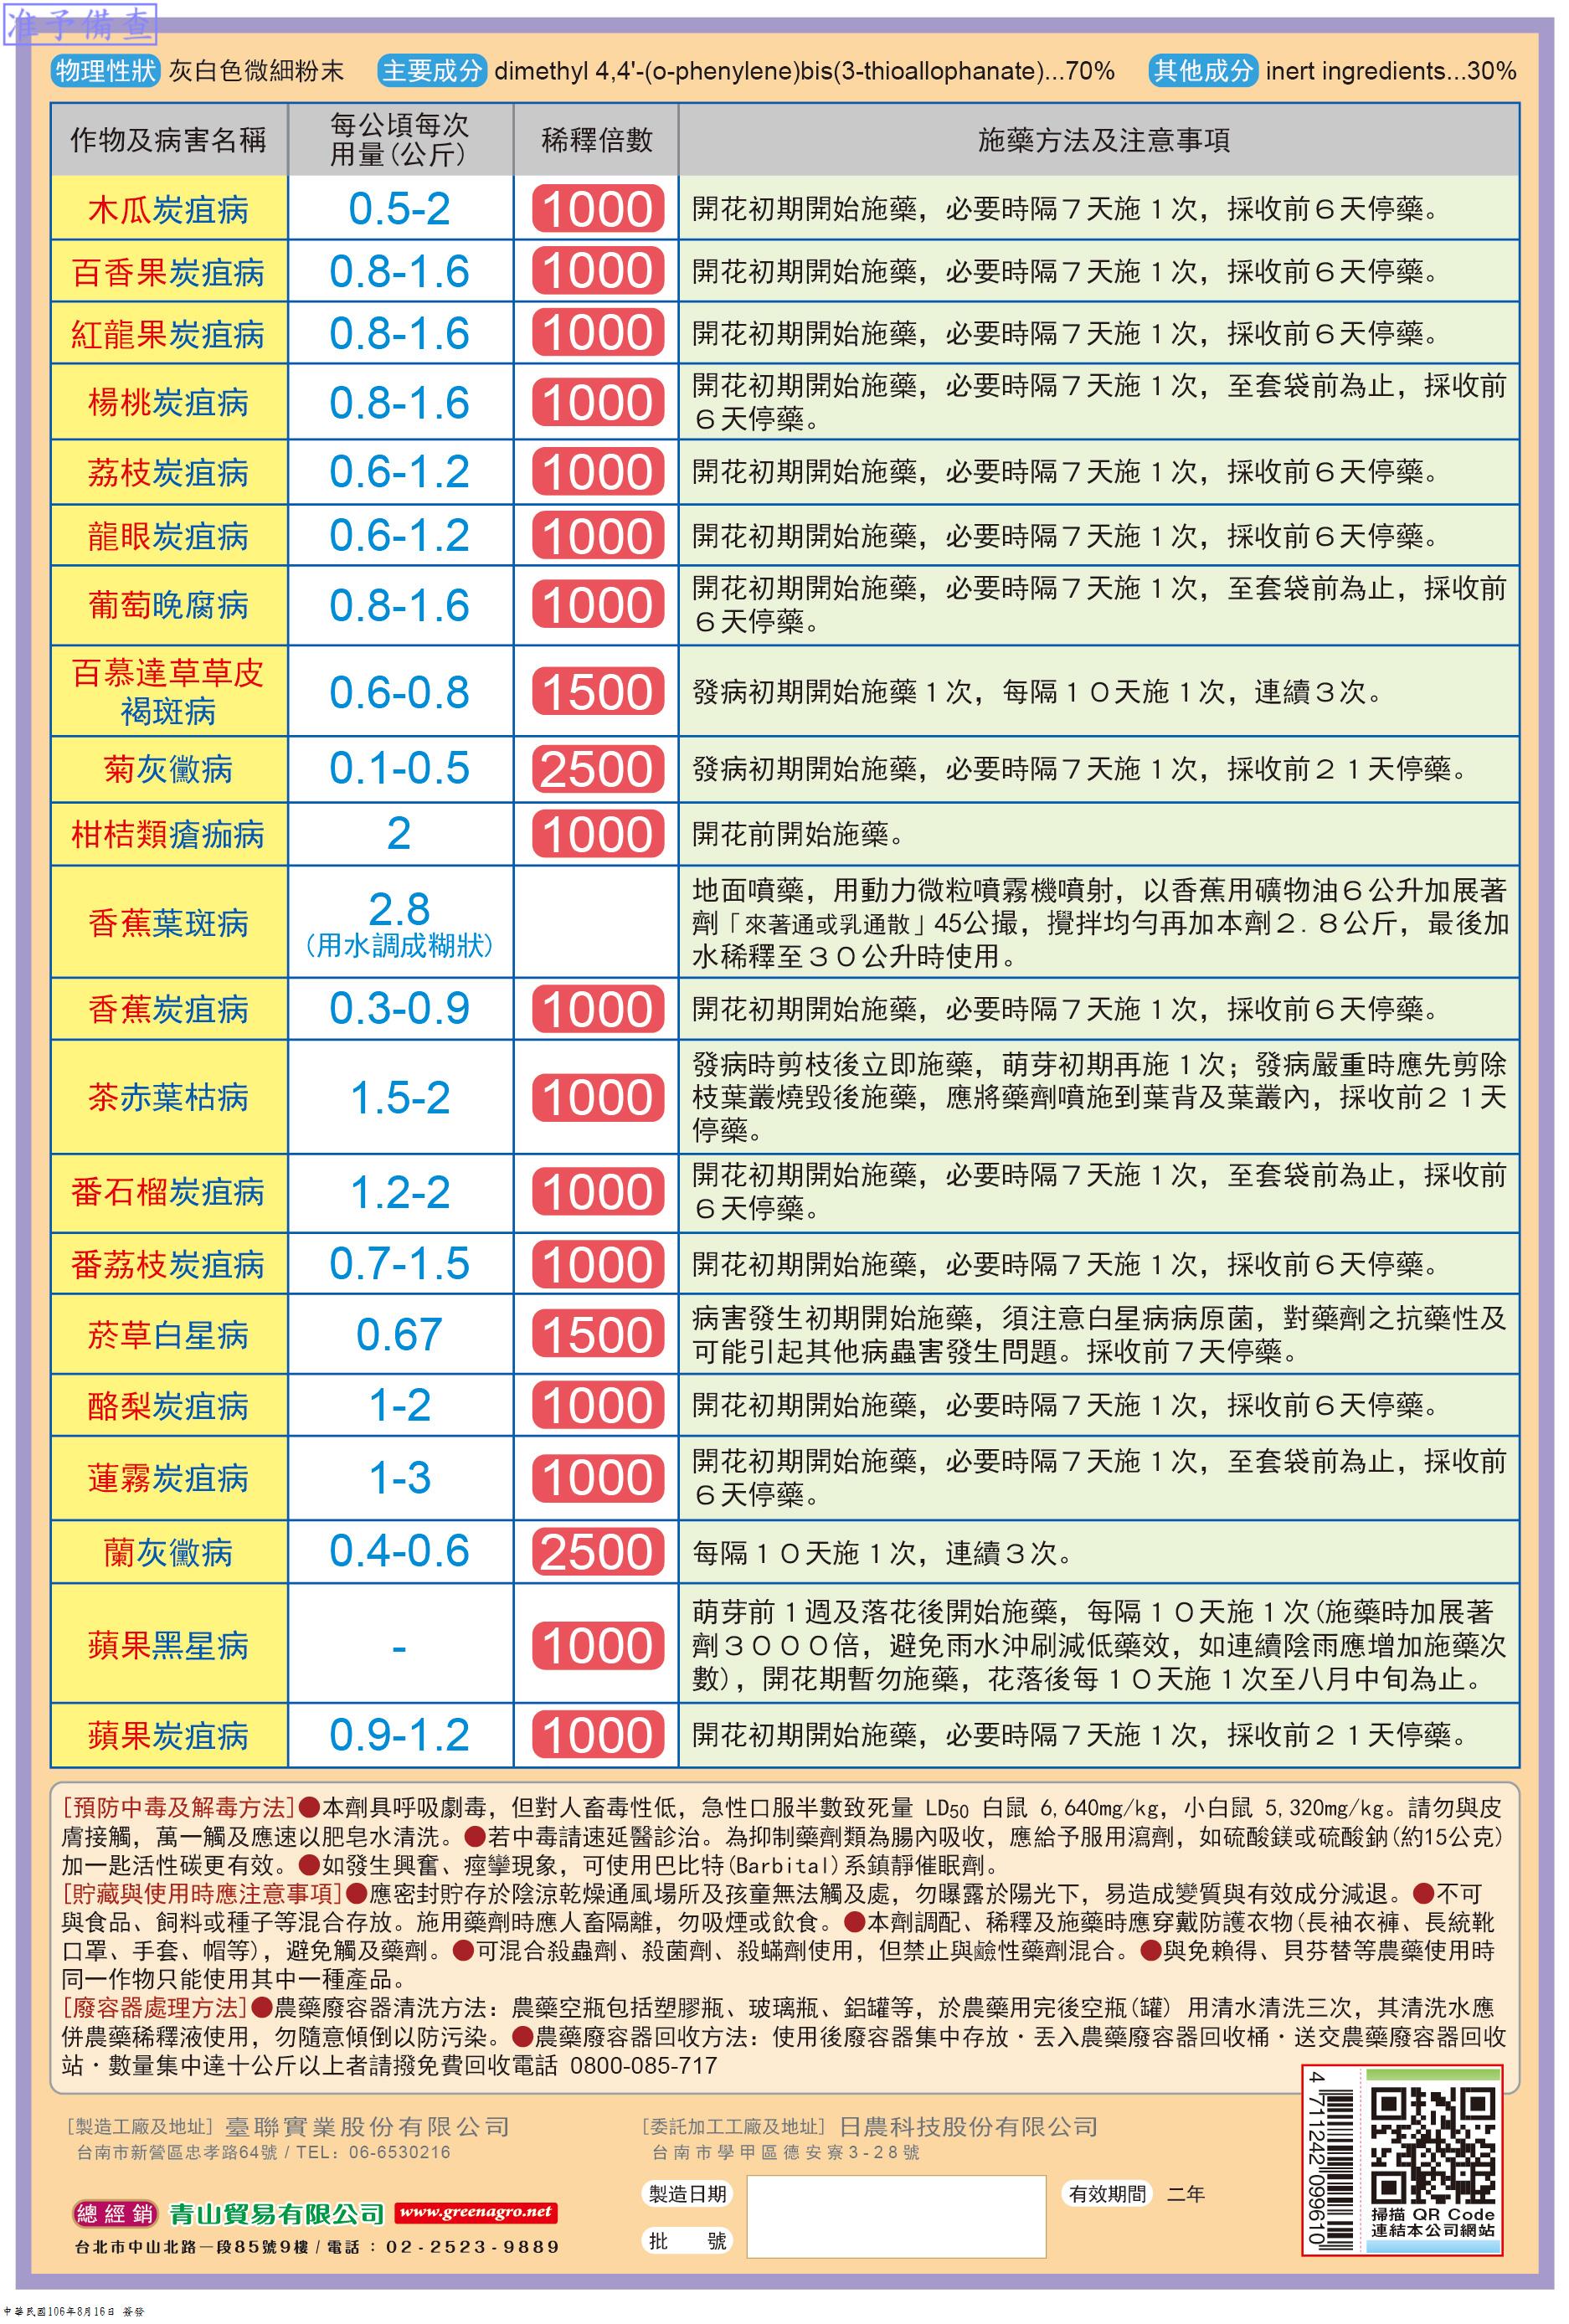 准予備查
物理性狀 灰白色微細粉末 主要成分 dimethyl 4,4'-(o-phenylene)bis(3-thioallophanate)...70% 其他成分 inert ingredients...30%
作物及病害名稱 每公頃每次用量(公斤) 稀釋倍數 施藥方法及注意事項
木瓜炭疽病 0.5-2 1000 開花初期開始施藥，必要時隔７天施１次，採收前６天停藥。
百香果炭疽病 0.8-1.6 1000 開花初期開始施藥，必要時隔７天施１次，採收前６天停藥。
紅龍果炭疽病 0.8-1.6 1000 開花初期開始施藥，必要時隔７天施１次，採收前６天停藥。
楊桃炭疽病 0.8-1.6 1000 開花初期開始施藥，必要時隔７天施１次，至套袋前為止，採收前
６天停藥。
荔枝炭疽病 0.6-1.2 1000 開花初期開始施藥，必要時隔７天施１次，採收前６天停藥。
龍眼炭疽病 0.6-1.2 1000 開花初期開始施藥，必要時隔７天施１次，採收前６天停藥。
葡萄晚腐病 0.8-1.6 1000 開花初期開始施藥，必要時隔７天施１次，至套袋前為止，採收前
６天停藥。
百慕達草草皮
褐斑病 0.6-0.8 1500 發病初期開始施藥１次，每隔１０天施１次，連續３次。
菊灰黴病 0.1-0.5 2500 發病初期開始施藥，必要時隔７天施１次，採收前２１天停藥。
柑桔類瘡痂病 2 1000 開花前開始施藥。
香蕉葉斑病 2.8
(用水調成糊狀) 地面噴藥，用動力微粒噴霧機噴射，以香蕉用礦物油６公升加展著
劑「來著通或乳通散」45公撮，攪拌均勻再加本劑２.８公斤，最後加
水稀釋至３０公升時使用。
香蕉炭疽病 0.3-0.9 1000 開花初期開始施藥，必要時隔７天施１次，採收前６天停藥。
茶赤葉枯病 1.5-2 1000 發病時剪枝後立即施藥，萌芽初期再施１次；發病嚴重時應先剪除
枝葉叢燒毀後施藥，應將藥劑噴施到葉背及葉叢內，採收前２１天
停藥。
番石榴炭疽病 1.2-2 1000 開花初期開始施藥，必要時隔７天施１次，至套袋前為止，採收前
６天停藥。
番荔枝炭疽病 0.7-1.5 1000 開花初期開始施藥，必要時隔７天施１次，採收前６天停藥。
菸草白星病 0.67 1500 病害發生初期開始施藥，須注意白星病病原菌，對藥劑之抗藥性及
可能引起其他病蟲害發生問題。採收前７天停藥。
酪梨炭疽病 1-2 1000 開花初期開始施藥，必要時隔７天施１次，採收前６天停藥。
蓮霧炭疽病 1-3 1000 開花初期開始施藥，必要時隔７天施１次，至套袋前為止，採收前
６天停藥。
蘭灰黴病 0.4-0.6 2500 每隔１０天施１次，連續３次。
蘋果黑星病 - 1000 萌芽前１週及落花後開始施藥，每隔１０天施１次(施藥時加展著
劑３０００倍，避免雨水沖刷減低藥效，如連續陰雨應增加施藥次
數)，開花期暫勿施藥，花落後每１０天施１次至八月中旬為止。
蘋果炭疽病 0.9-1.2 1000 開花初期開始施藥，必要時隔７天施１次，採收前２１天停藥。
[預防中毒及解毒方法]●本劑具呼吸劇毒，但對人畜毒性低，急性口服半數致死量 LD50 白鼠 6,640mg/kg，小白鼠 5,320mg/kg。請勿與皮
膚接觸，萬一觸及應速以肥皂水清洗。●若中毒請速延醫診治。為抑制藥劑類為腸內吸收，應給予服用瀉劑，如硫酸鎂或硫酸鈉(約15公克)
加一匙活性碳更有效。●如發生興奮、痙攣現象，可使用巴比特(Barbital)系鎮靜催眠劑。
[貯藏與使用時應注意事項]●應密封貯存於陰涼乾燥通風場所及孩童無法觸及處，勿曝露於陽光下，易造成變質與有效成分減退。●不可
與食品、飼料或種子等混合存放。施用藥劑時應人畜隔離，勿吸煙或飲食。●本劑調配、稀釋及施藥時應穿戴防護衣物(長袖衣褲、長統靴
口罩、手套、帽等)，避免觸及藥劑。●可混合殺蟲劑、殺菌劑、殺蟎劑使用，但禁止與鹼性藥劑混合。●與免賴得、貝芬替等農藥使用時
同一作物只能使用其中一種產品。
[廢容器處理方法]●農藥廢容器清洗方法：農藥空瓶包括塑膠瓶、玻璃瓶、鋁罐等，於農藥用完後空瓶(罐) 用清水清洗三次，其清洗水應
併農藥稀釋液使用，勿隨意傾倒以防污染。●農藥廢容器回收方法：使用後廢容器集中存放．丟入農藥廢容器回收桶．送交農藥廢容器回收
站．數量集中達十公斤以上者請撥免費回收電話 0800-085-717
[製造工廠及地址] 臺聯實業股份有限公司
台南市新營區忠孝路64號 / TEL：06-6530216
[委託加工工廠及地址] 日農科技股份有限公司
台南市學甲區德安寮3-28號
製造日期 有效期間 二年
批 號
總經銷 青山貿易有限公司 www.greenagro.net
台北市中山北路一段85號9樓 / 電話：02-2523-9889
4 711242 099610
掃描 QR Code
連結本公司網站
中華民國106年8月16日 簽發